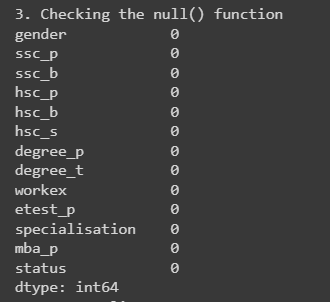 3. Checking the null() function
gender 0
ssc_p 0
ssc_b 0
hsc_p 0
hsc_b 0
hsc_s 0
degree_p 0
degree_t 0
workex 0
etest_p 0
specialisation 0
mba_p 0
status 0
dtype: int64